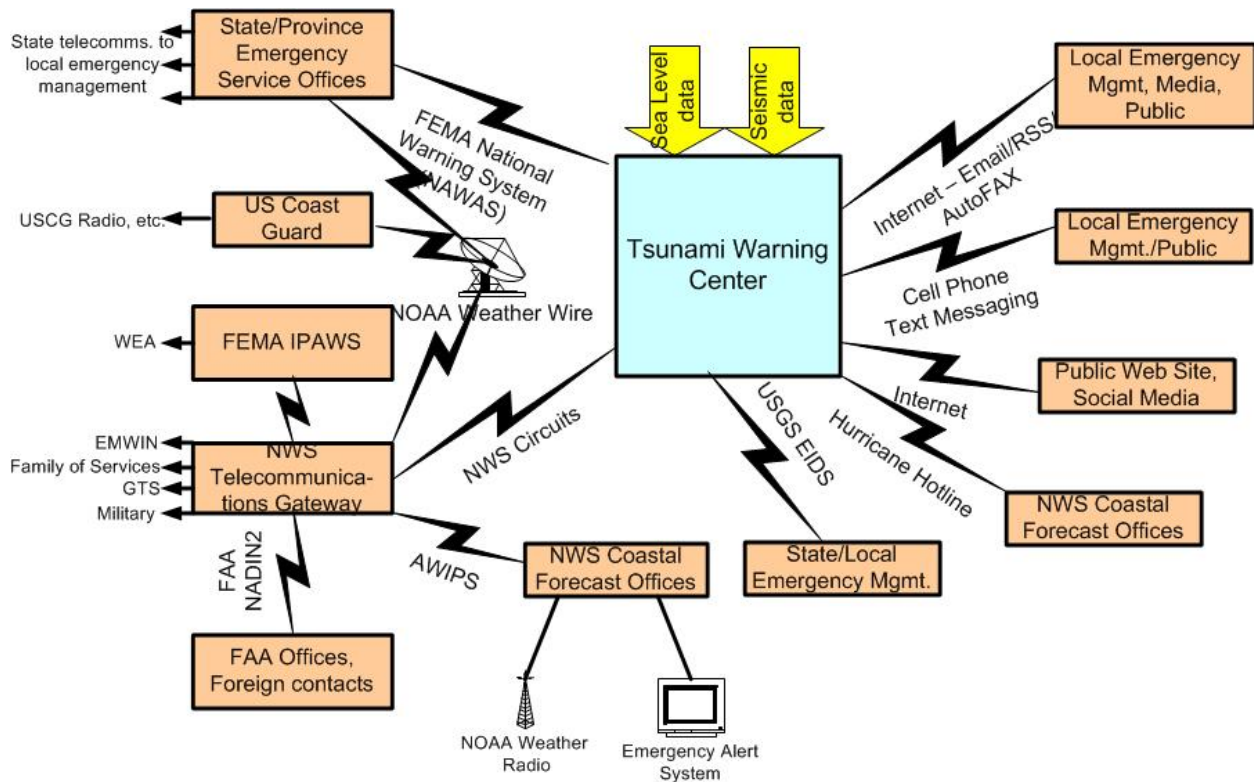 State telecomms. to
local emergency
management
State/Province
Emergency
Service Offices
Sea Level
data
Seismic
data
Local Emergency
Mgmt, Media,
Public
FEMA National
Warning System
(NAWAS)
Internet – Email/RSS/
AutoFAX
USCG Radio, etc.
US Coast
Guard
Tsunami Warning
Center
Local Emergency
Mgmt./Public
Cell Phone
Text Messaging
NOAA Weather Wire
WEA
FEMA IPAWS
Internet
Public Web Site,
Social Media
NWS Circuits
USGS EIDS
Hurricane Hotline
EMWIN
Family of Services
GTS
Military
NWS
Telecommunica-
tions Gateway
NWS Coastal
Forecast Offices
FAA
NADIN2
AWIPS
NWS Coastal
Forecast Offices
State/Local
Emergency Mgmt.
FAA Offices,
Foreign contacts
NOAA Weather
Radio
Emergency Alert
System